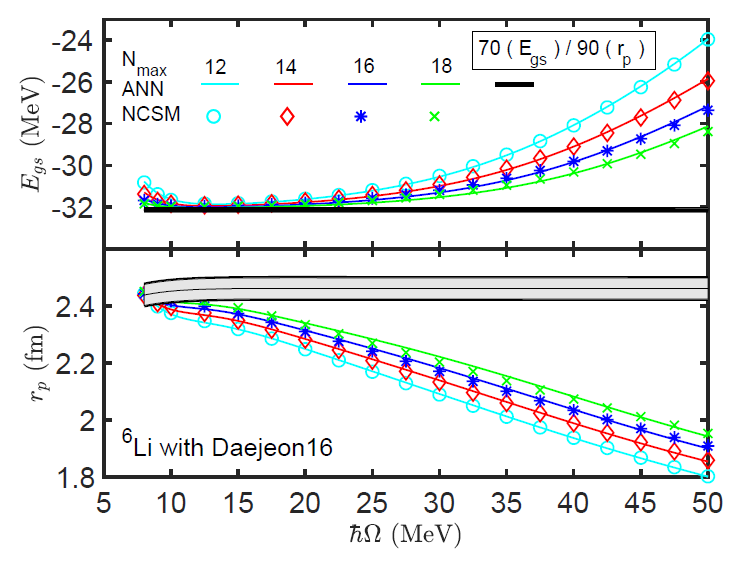 70 ( E_gs ) / 90 ( r_p )
N_max 12 14 16 18
ANN
NCSM
E_gs (MeV)
-24
-26
-28
-30
-32
r_p (fm)
2.4
2.2
2
1.8
^6Li with Daejeon16
5 10 15 20 25 30 35 40 45 50
ℏΩ (MeV)